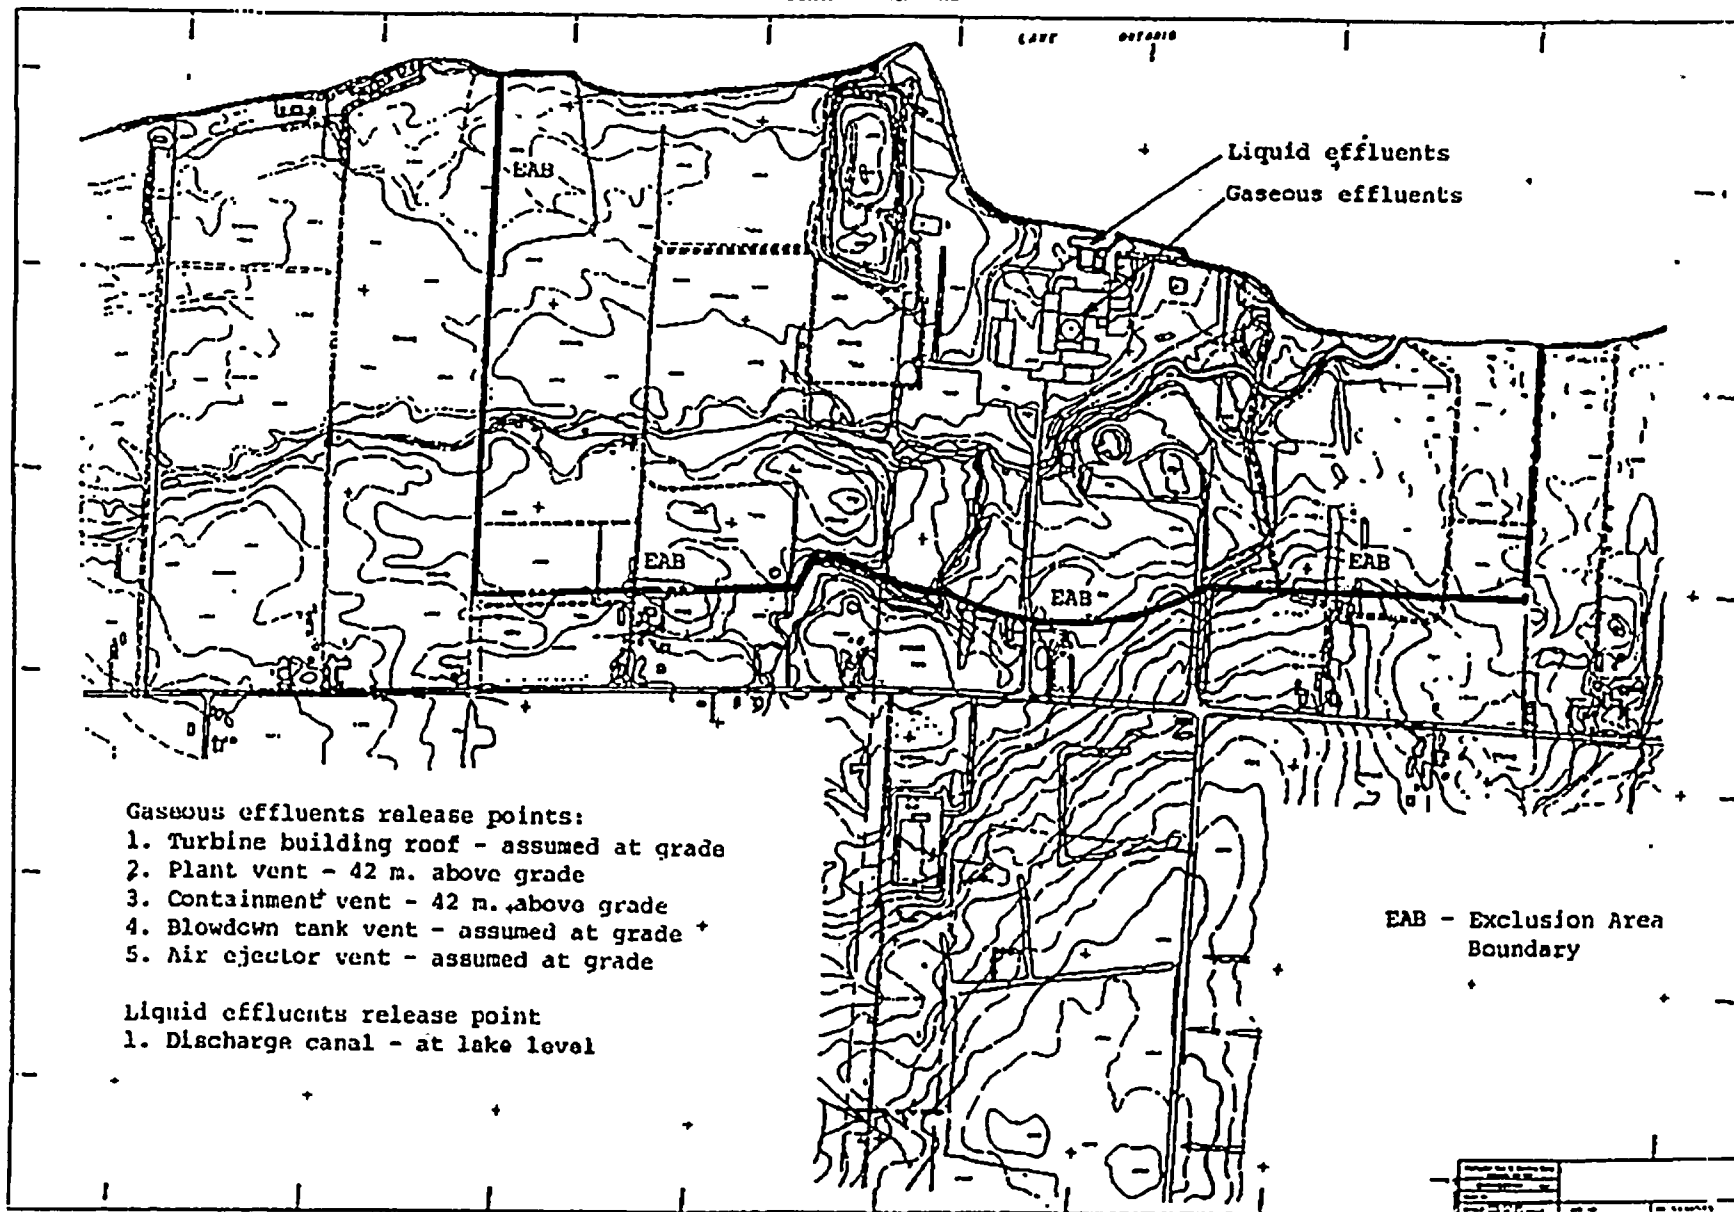 LAKE ONTARIO
Liquid effluents
Gaseous effluents
EAB
EAB
EAB
EAB
Gaseous effluents release points:
1. Turbine building roof - assumed at grade
2. Plant vent - 42 m. above grade
3. Containment vent - 42 m. above grade
4. Blowdown tank vent - assumed at grade
5. Air ejector vent - assumed at grade
Liquid effluents release point
1. Discharge canal - at lake level
EAB - Exclusion Area
Boundary